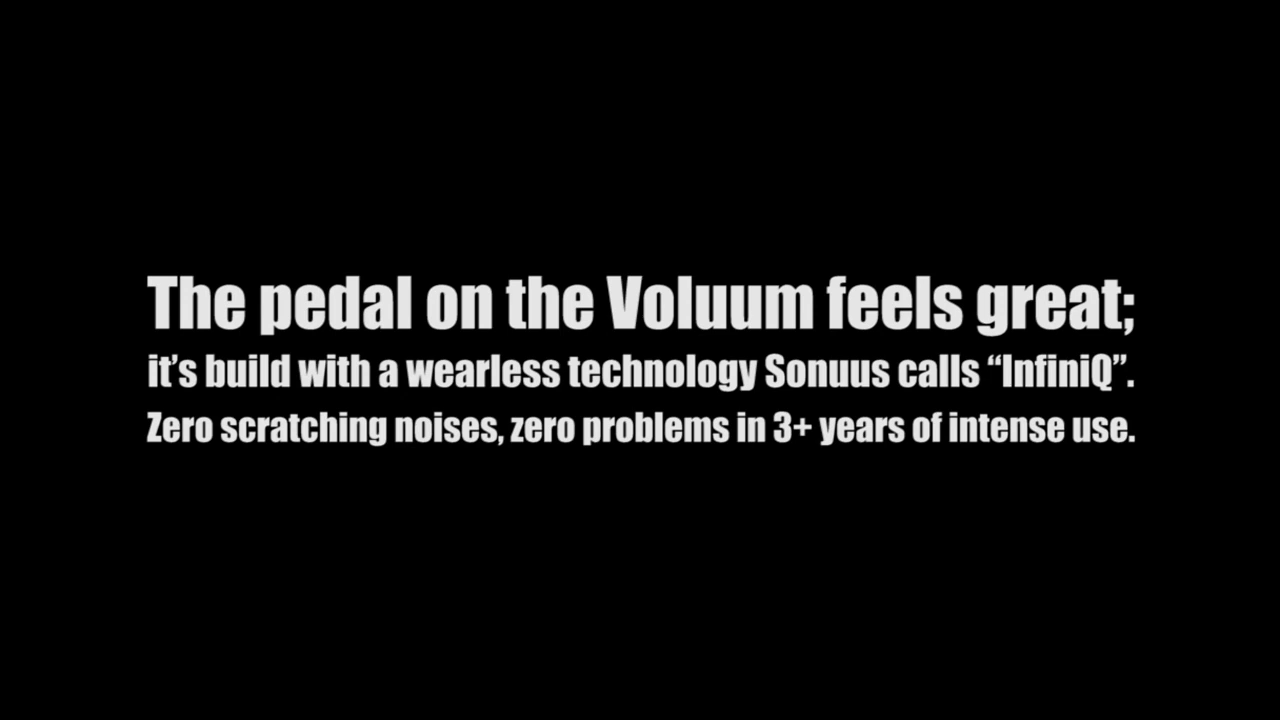 The pedal on the Voluum feels great;
it’s build with a wearless technology Sonuus calls “InfiniQ”.
Zero scratching noises, zero problems in 3+ years of intense use.